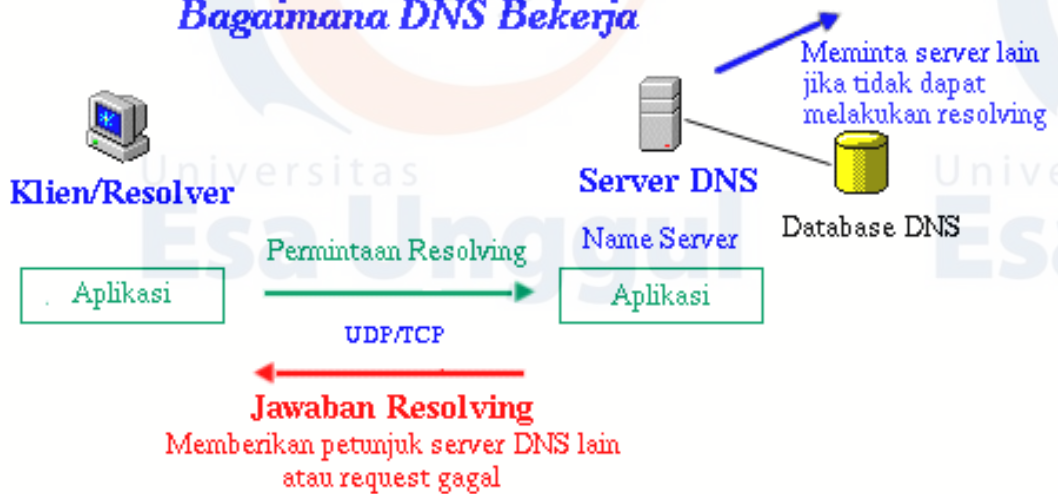 Bagaimana DNS Bekerja
Meminta server lain
jika tidak dapat
melakukan resolving
Universitas
Esa Unggul
Klien/Resolver
Server DNS
Name Server
Database DNS
Permintaan Resolving
Aplikasi
Aplikasi
UDP/TCP
Jawaban Resolving
Memberikan petunjuk server DNS lain
atau request gagal
Unive
Esa